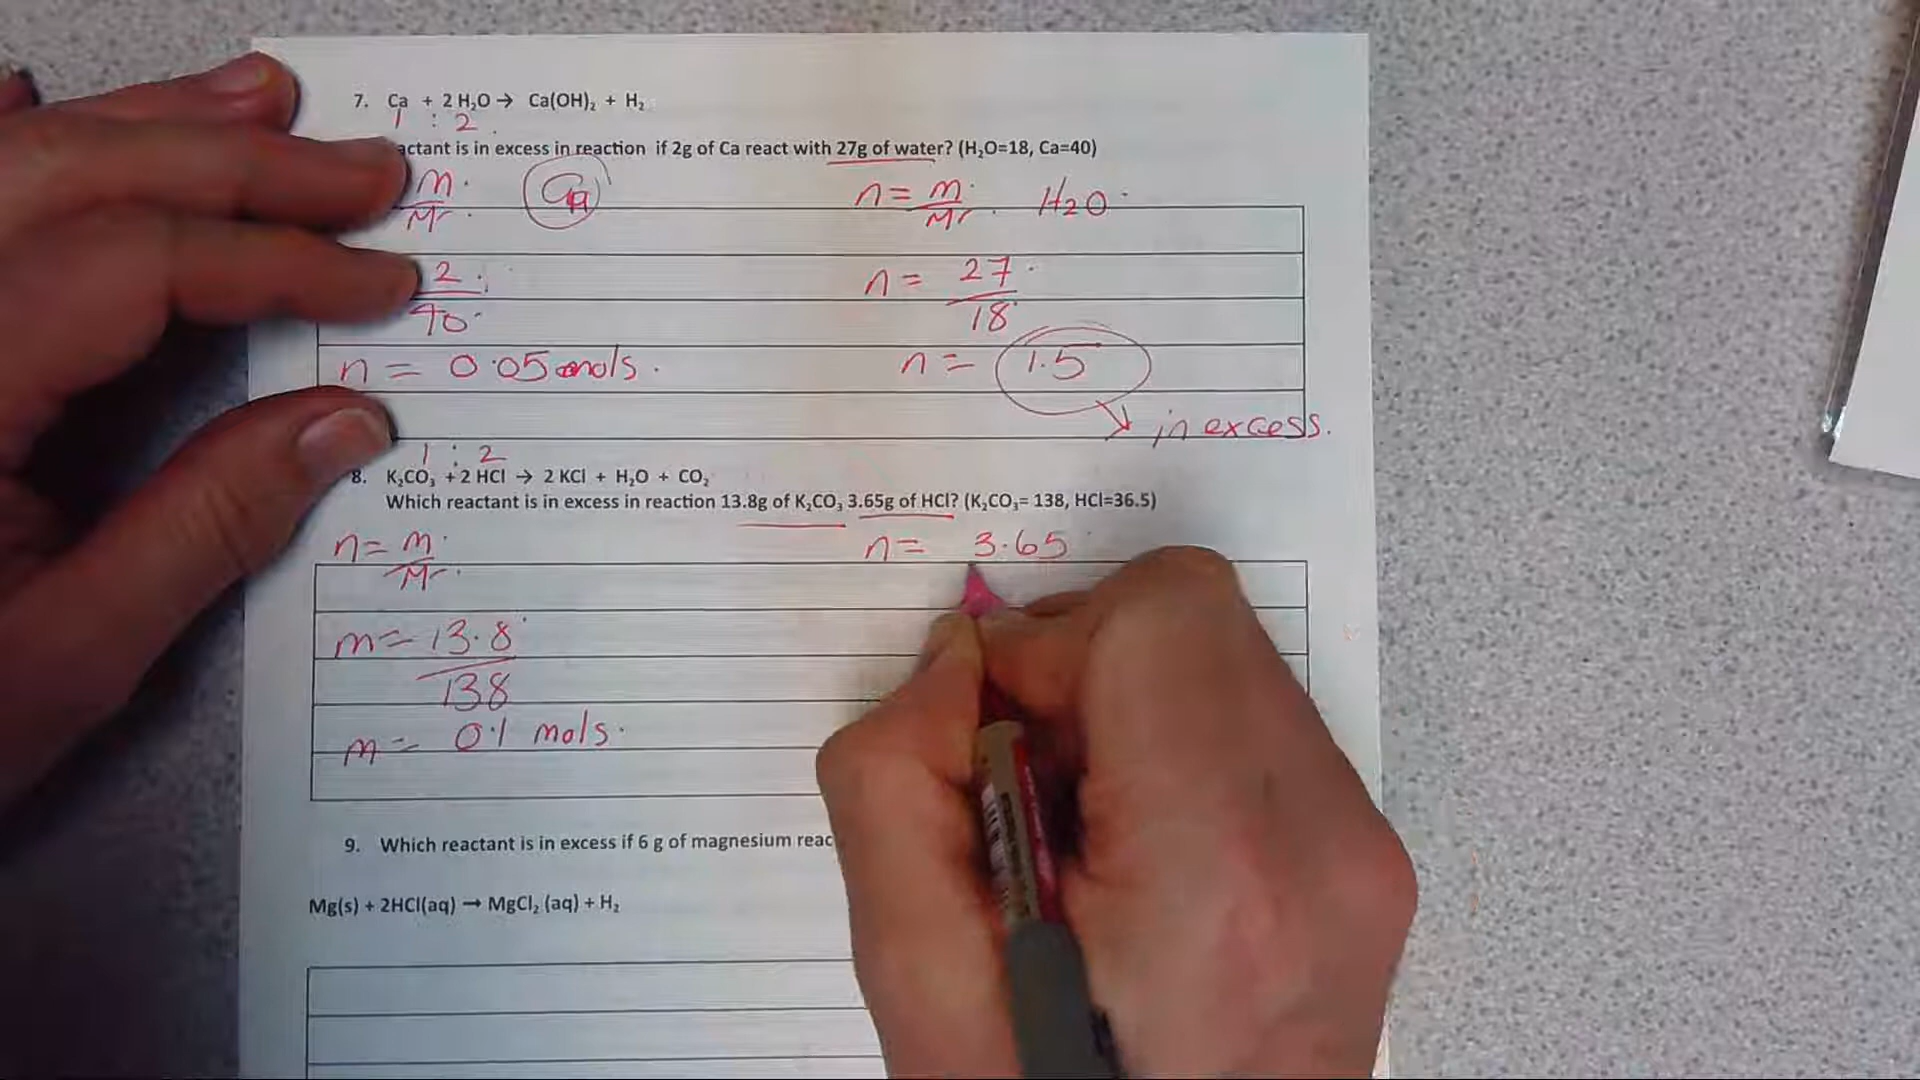 7. Ca + 2 H₂O → Ca(OH)₂ + H₂
1 : 2
is in excess in reaction if 2g of Ca react with 27g of water? (H₂O=18, Ca=40)
m/Mr
n = m/Mr H₂O
2/40
n = 27/18
n = 0.05 mols.
n = 1.5
in excess.
1 : 2
8. K₂CO₃ + 2 HCl → 2 KCl + H₂O + CO₂
Which reactant is in excess in reaction 13.8g of K₂CO₃ 3.65g of HCl? (K₂CO₃= 138, HCl=36.5)
n = m/Mr
n = 3.65
m = 13.8/138
m = 0.1 mols.
9. Which reactant is in excess if 6 g of magnesium
Mg(s) + 2HCl(aq) → MgCl₂ (aq) + H₂